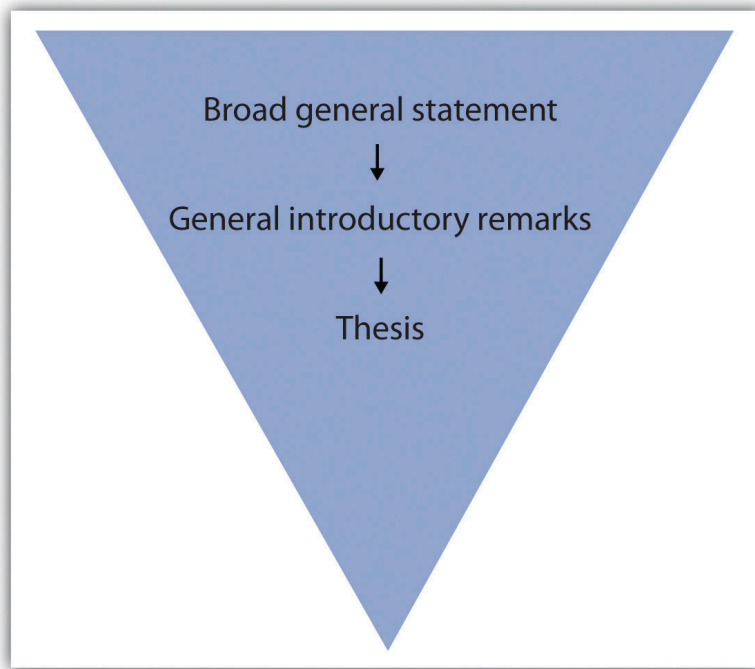 Broad general statement
General introductory remarks
Thesis